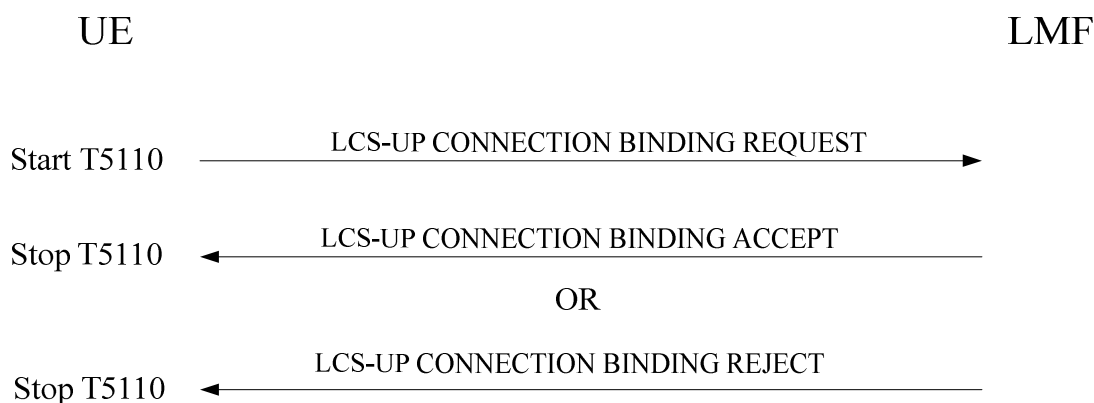 UE LMF
LCS-UP CONNECTION BINDING REQUEST
Start T5110
LCS-UP CONNECTION BINDING ACCEPT
Stop T5110
OR
LCS-UP CONNECTION BINDING REJECT
Stop T5110